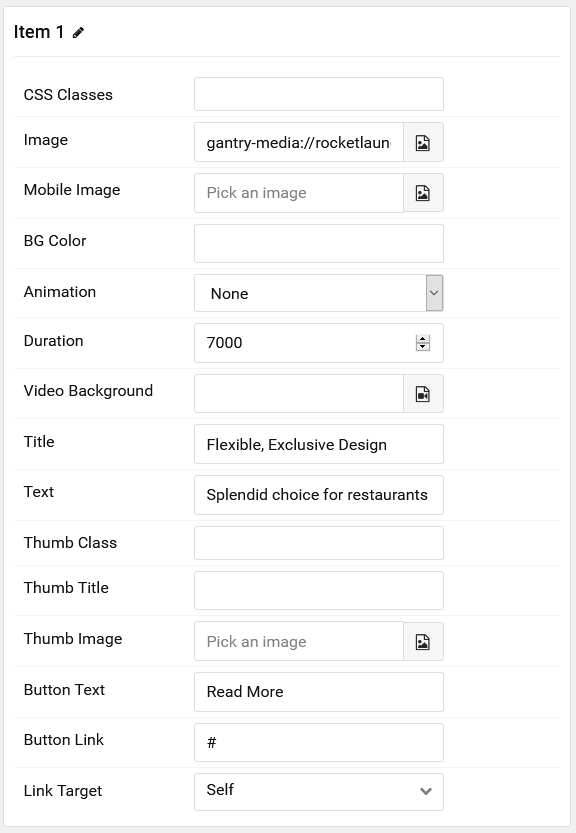 Item 1
CSS Classes
Image gantry-media://rocketlaun
Mobile Image Pick an image
BG Color
Animation None
Duration 7000
Video Background
Title Flexible, Exclusive Design
Text Splendid choice for restaurants
Thumb Class
Thumb Title
Thumb Image Pick an image
Button Text Read More
Button Link #
Link Target Self